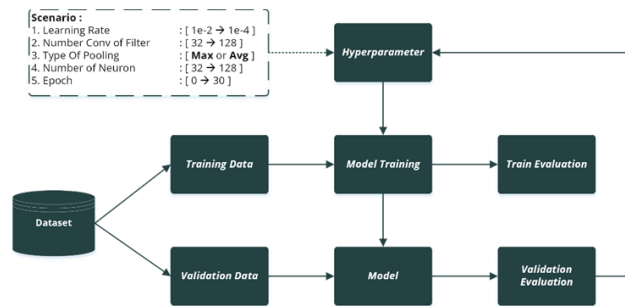 Scenario :
1. Learning Rate : [ 1e-2 → 1e-4 ]
2. Number Conv of Filter : [ 32 → 128 ]
3. Type Of Pooling : [ Max or Avg ]
4. Number of Neuron : [ 32 → 128 ]
5. Epoch : [ 0 → 30 ]
Hyperparameter
Training Data
Model Training
Train Evaluation
Dataset
Validation Data
Model
Validation
Evaluation